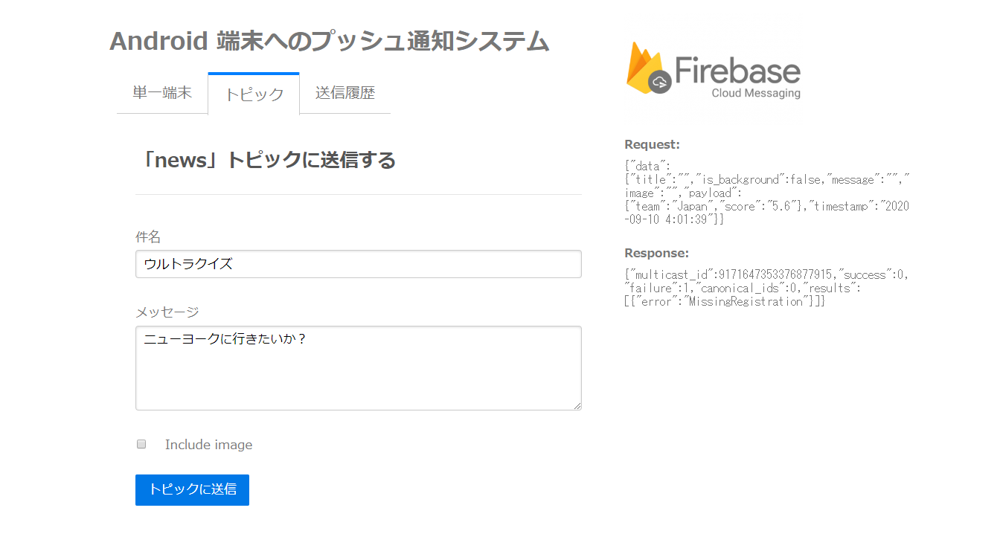 Android 端末へのプッシュ通知システム
単一端末
トピック
送信履歴
「news」トピックに送信する
件名
ウルトラクイズ
メッセージ
ニューヨークに行きたいか？
Include image
トピックに送信
Firebase
Cloud Messaging
Request:
{"data":
{"title":"","is_background":false,"message":"","
image":"","payload":
{"team":"Japan","score":"5.6"},"timestamp":"2020
-09-10 4:01:39"}}
Response:
{"multicast_id":9171647353376877915,"success":0,
"failure":1,"canonical_ids":0,"results":
[{"error":"MissingRegistration"}]}